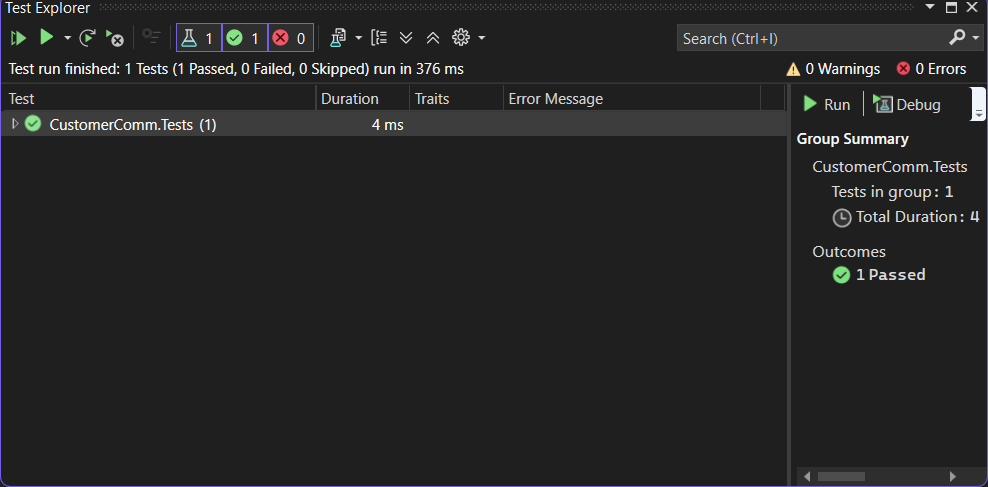 Test Explorer
1 1 0 Search (Ctrl+I)
Test run finished: 1 Tests (1 Passed, 0 Failed, 0 Skipped) run in 376 ms 0 Warnings 0 Errors
Test Duration Traits Error Message
CustomerComm.Tests (1) 4 ms
Run Debug
Group Summary
CustomerComm.Tests
Tests in group: 1
Total Duration: 4
Outcomes
1 Passed